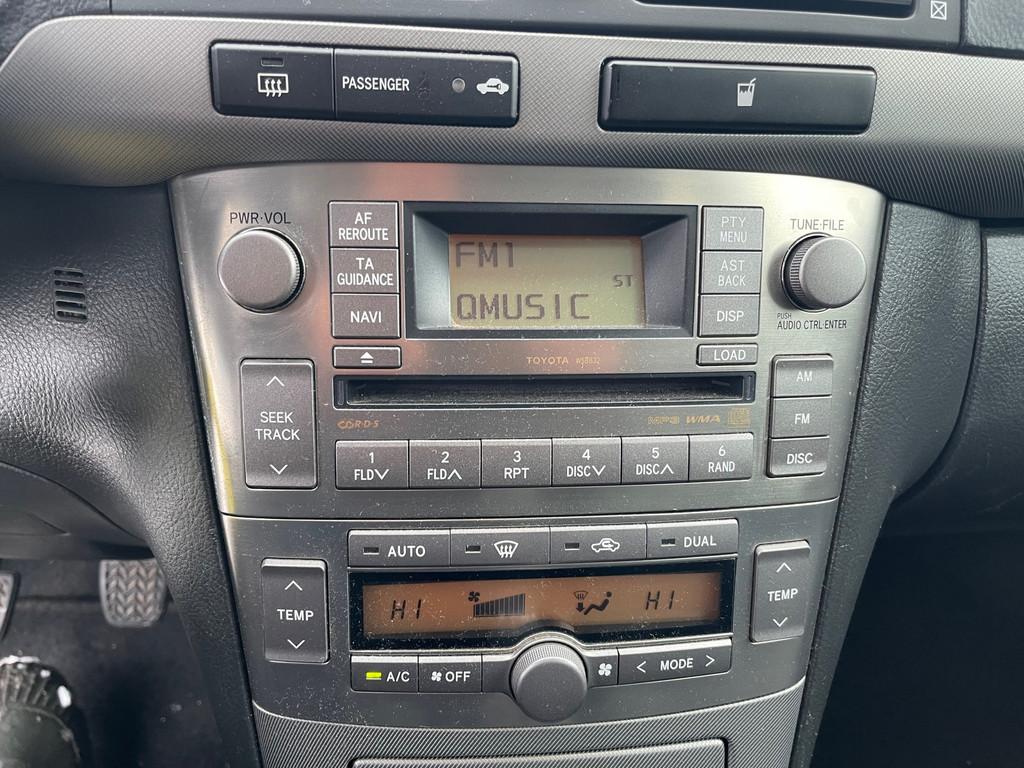 PASSENGER
PWR·VOL
AF
REROUTE
TA
GUIDANCE
NAVI
FM1
ST
QMUSIC
PTY
MENU
AST
BACK
DISP
TUNE·FILE
PUSH
AUDIO CTRL·ENTER
TOYOTA W58832
LOAD
SEEK
TRACK
R·D·S
MP3 WMA
AM
FM
DISC
1
FLD
2
FLD
3
RPT
4
DISC
5
DISC
6
RAND
AUTO
DUAL
TEMP
HI
HI
TEMP
A/C
OFF
< MODE >